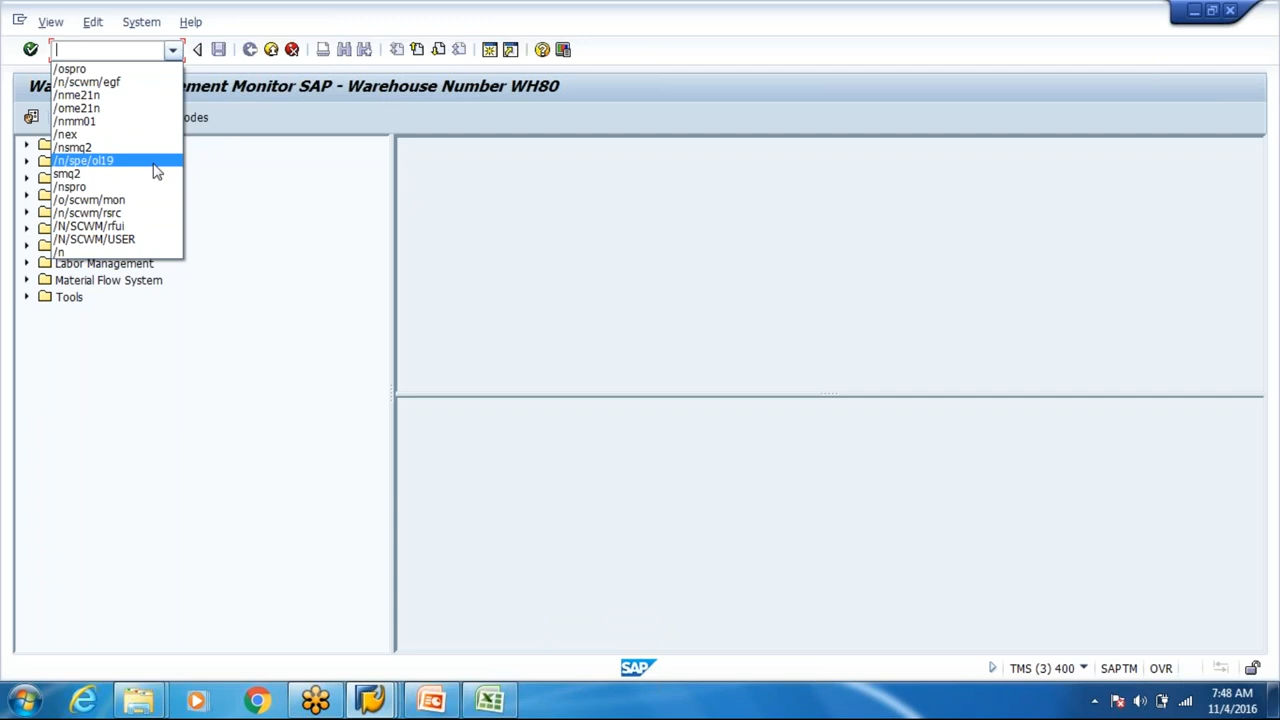 View Edit System Help
/ospro
/n/scwm/egf
/nme21n
/ome21n
/nmm01
/nex
/nsmq2
/n/spe/ol19
smq2
/nspro
/o/scwm/mon
/n/scwm/rsrc
/N/SCWM/rfui
/N/SCWM/USER
/n
Wa ement Monitor SAP - Warehouse Number WH80
odes
Labor Management
Material Flow System
Tools
SAP
TMS (3) 400 SAPTM OVR
7:48 AM
11/4/2016